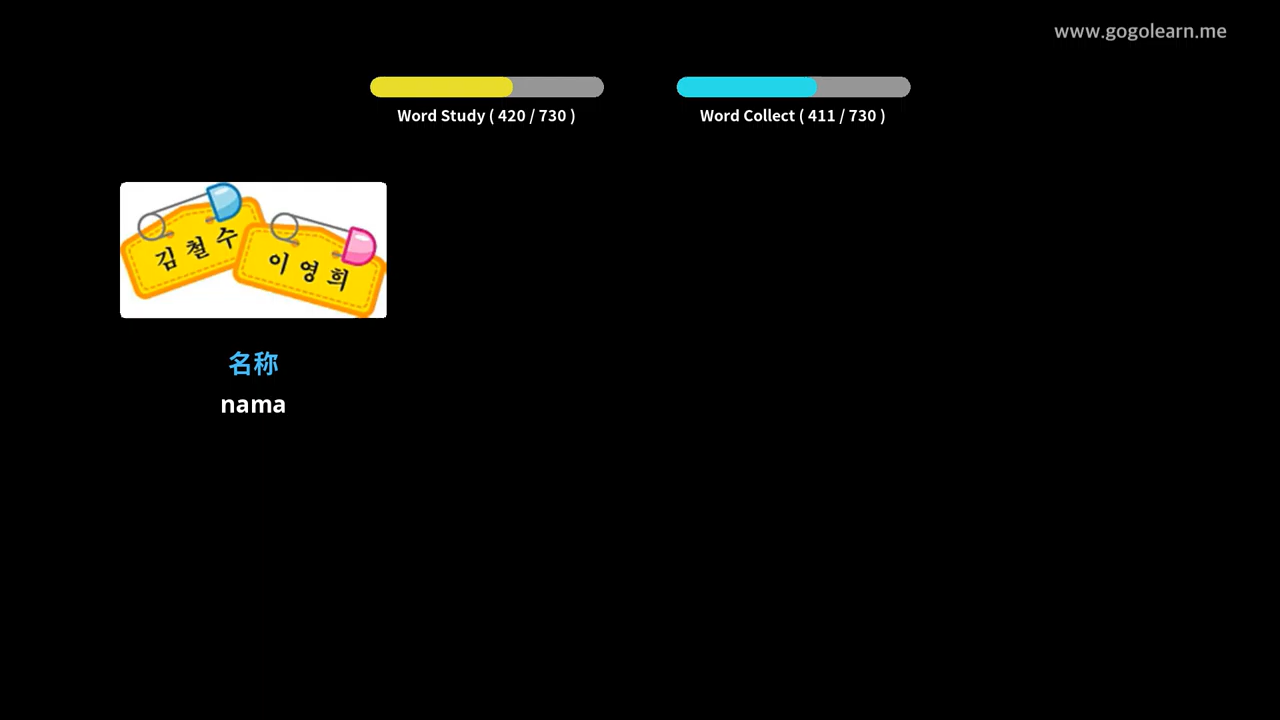 www.gogolearn.me
Word Study ( 420 / 730 )
Word Collect ( 411 / 730 )
김철수
이영희
名称
nama